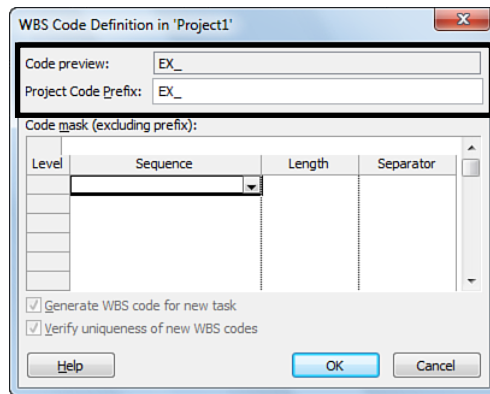 WBS Code Definition in 'Project1'
Code preview: EX_
Project Code Prefix: EX_
Code mask (excluding prefix):
Level Sequence Length Separator
Generate WBS code for new task
Verify uniqueness of new WBS codes
Help OK Cancel